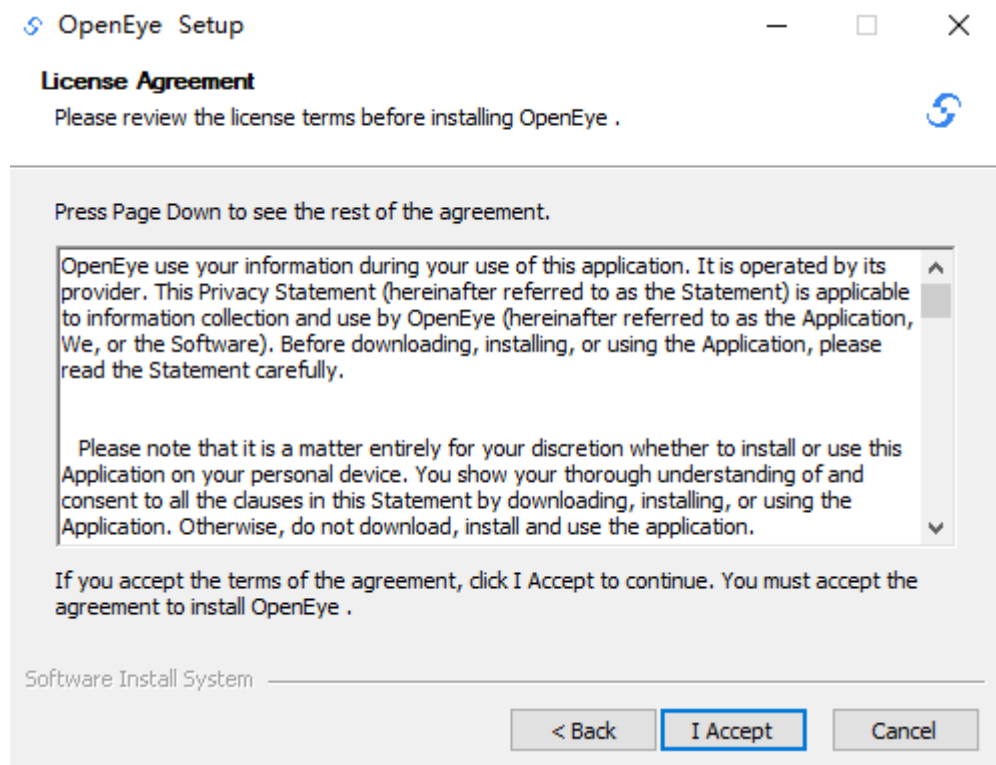 OpenEye Setup
License Agreement
Please review the license terms before installing OpenEye .
Press Page Down to see the rest of the agreement.
OpenEye use your information during your use of this application. It is operated by its
provider. This Privacy Statement (hereinafter referred to as the Statement) is applicable
to information collection and use by OpenEye (hereinafter referred to as the Application,
We, or the Software). Before downloading, installing, or using the Application, please
read the Statement carefully.
Please note that it is a matter entirely for your discretion whether to install or use this
Application on your personal device. You show your thorough understanding of and
consent to all the clauses in this Statement by downloading, installing, or using the
Application. Otherwise, do not download, install and use the application.
If you accept the terms of the agreement, click I Accept to continue. You must accept the
agreement to install OpenEye .
Software Install System
< Back I Accept Cancel